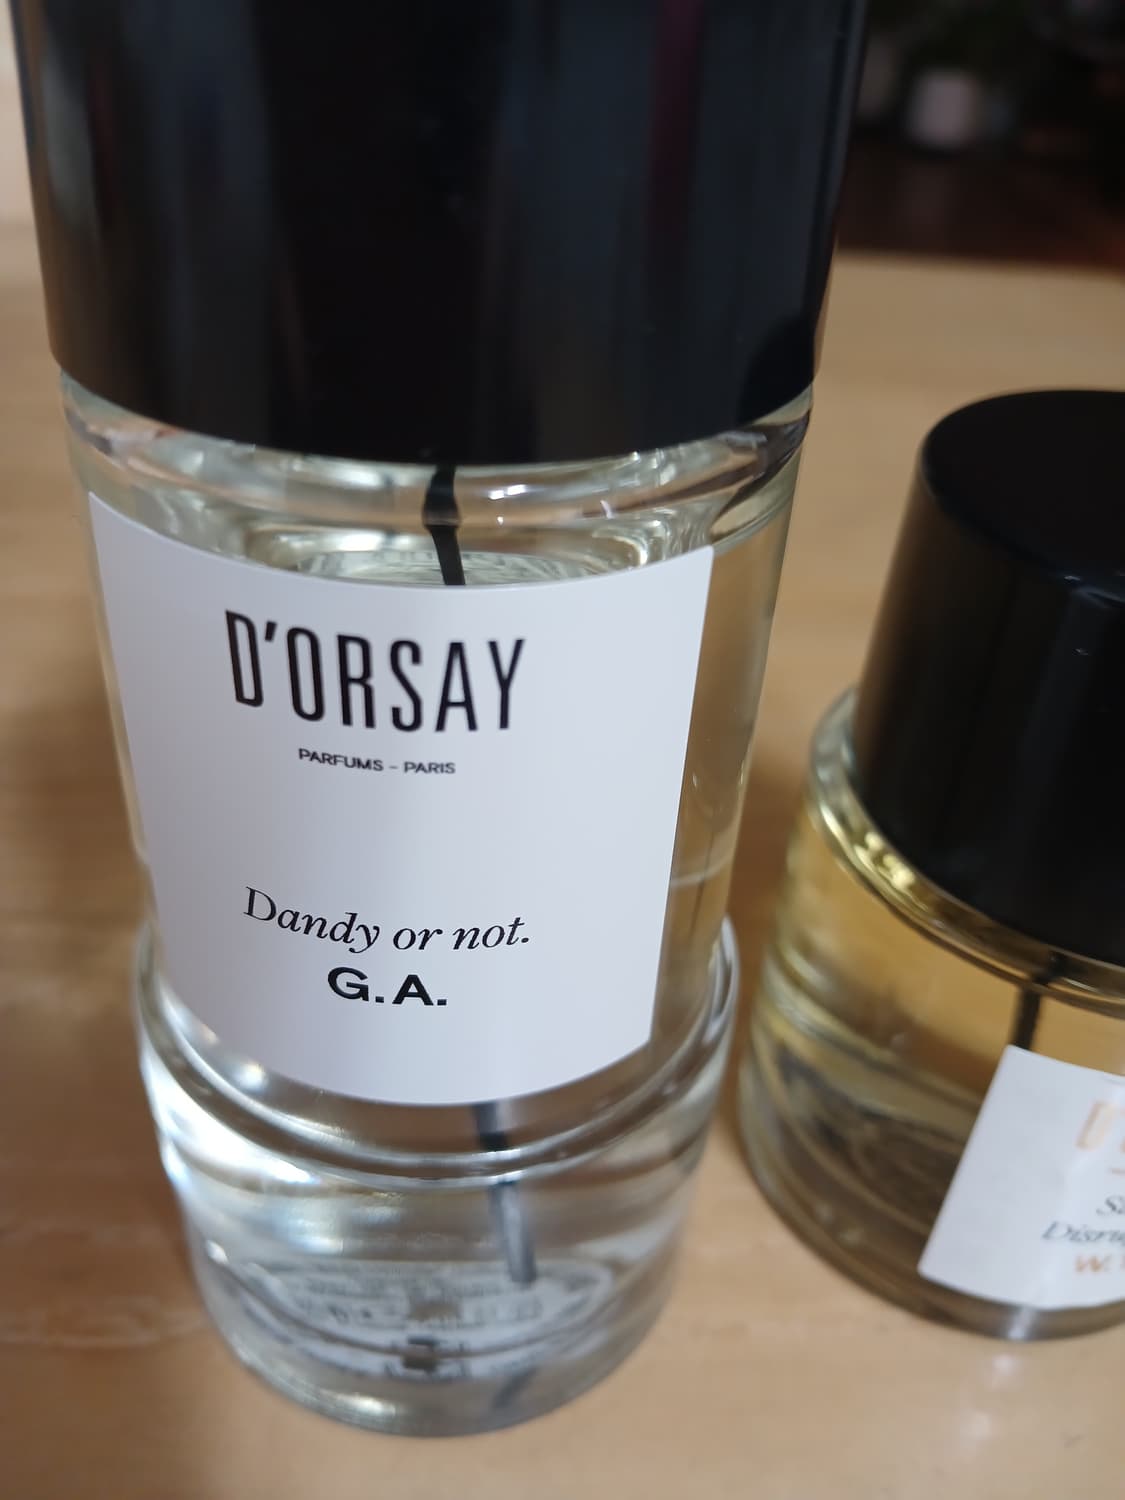 D'ORSAY
PARFUMS – PARIS
Dandy or not.
G.A.